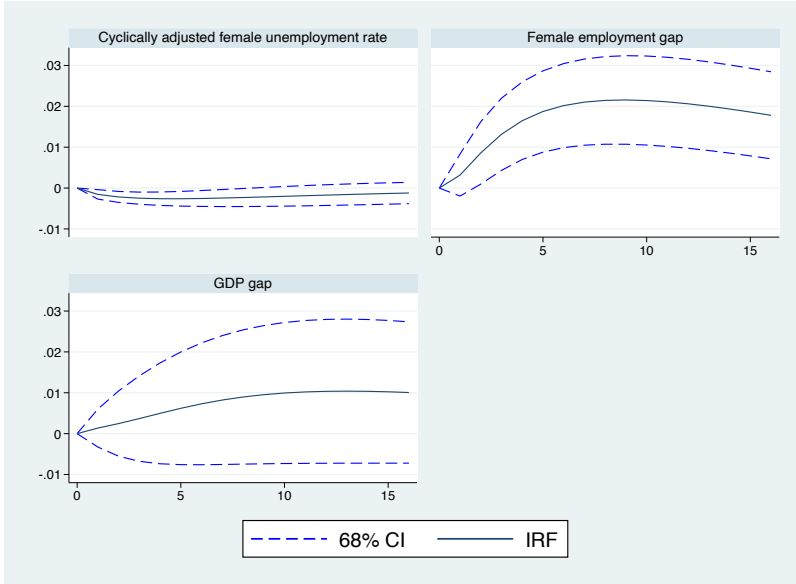 Cyclically adjusted female unemployment rate
.03
.02
.01
0
-.01
Female employment gap
0 5 10 15
GDP gap
.03
.02
.01
0
-.01
0 5 10 15
68% CI IRF